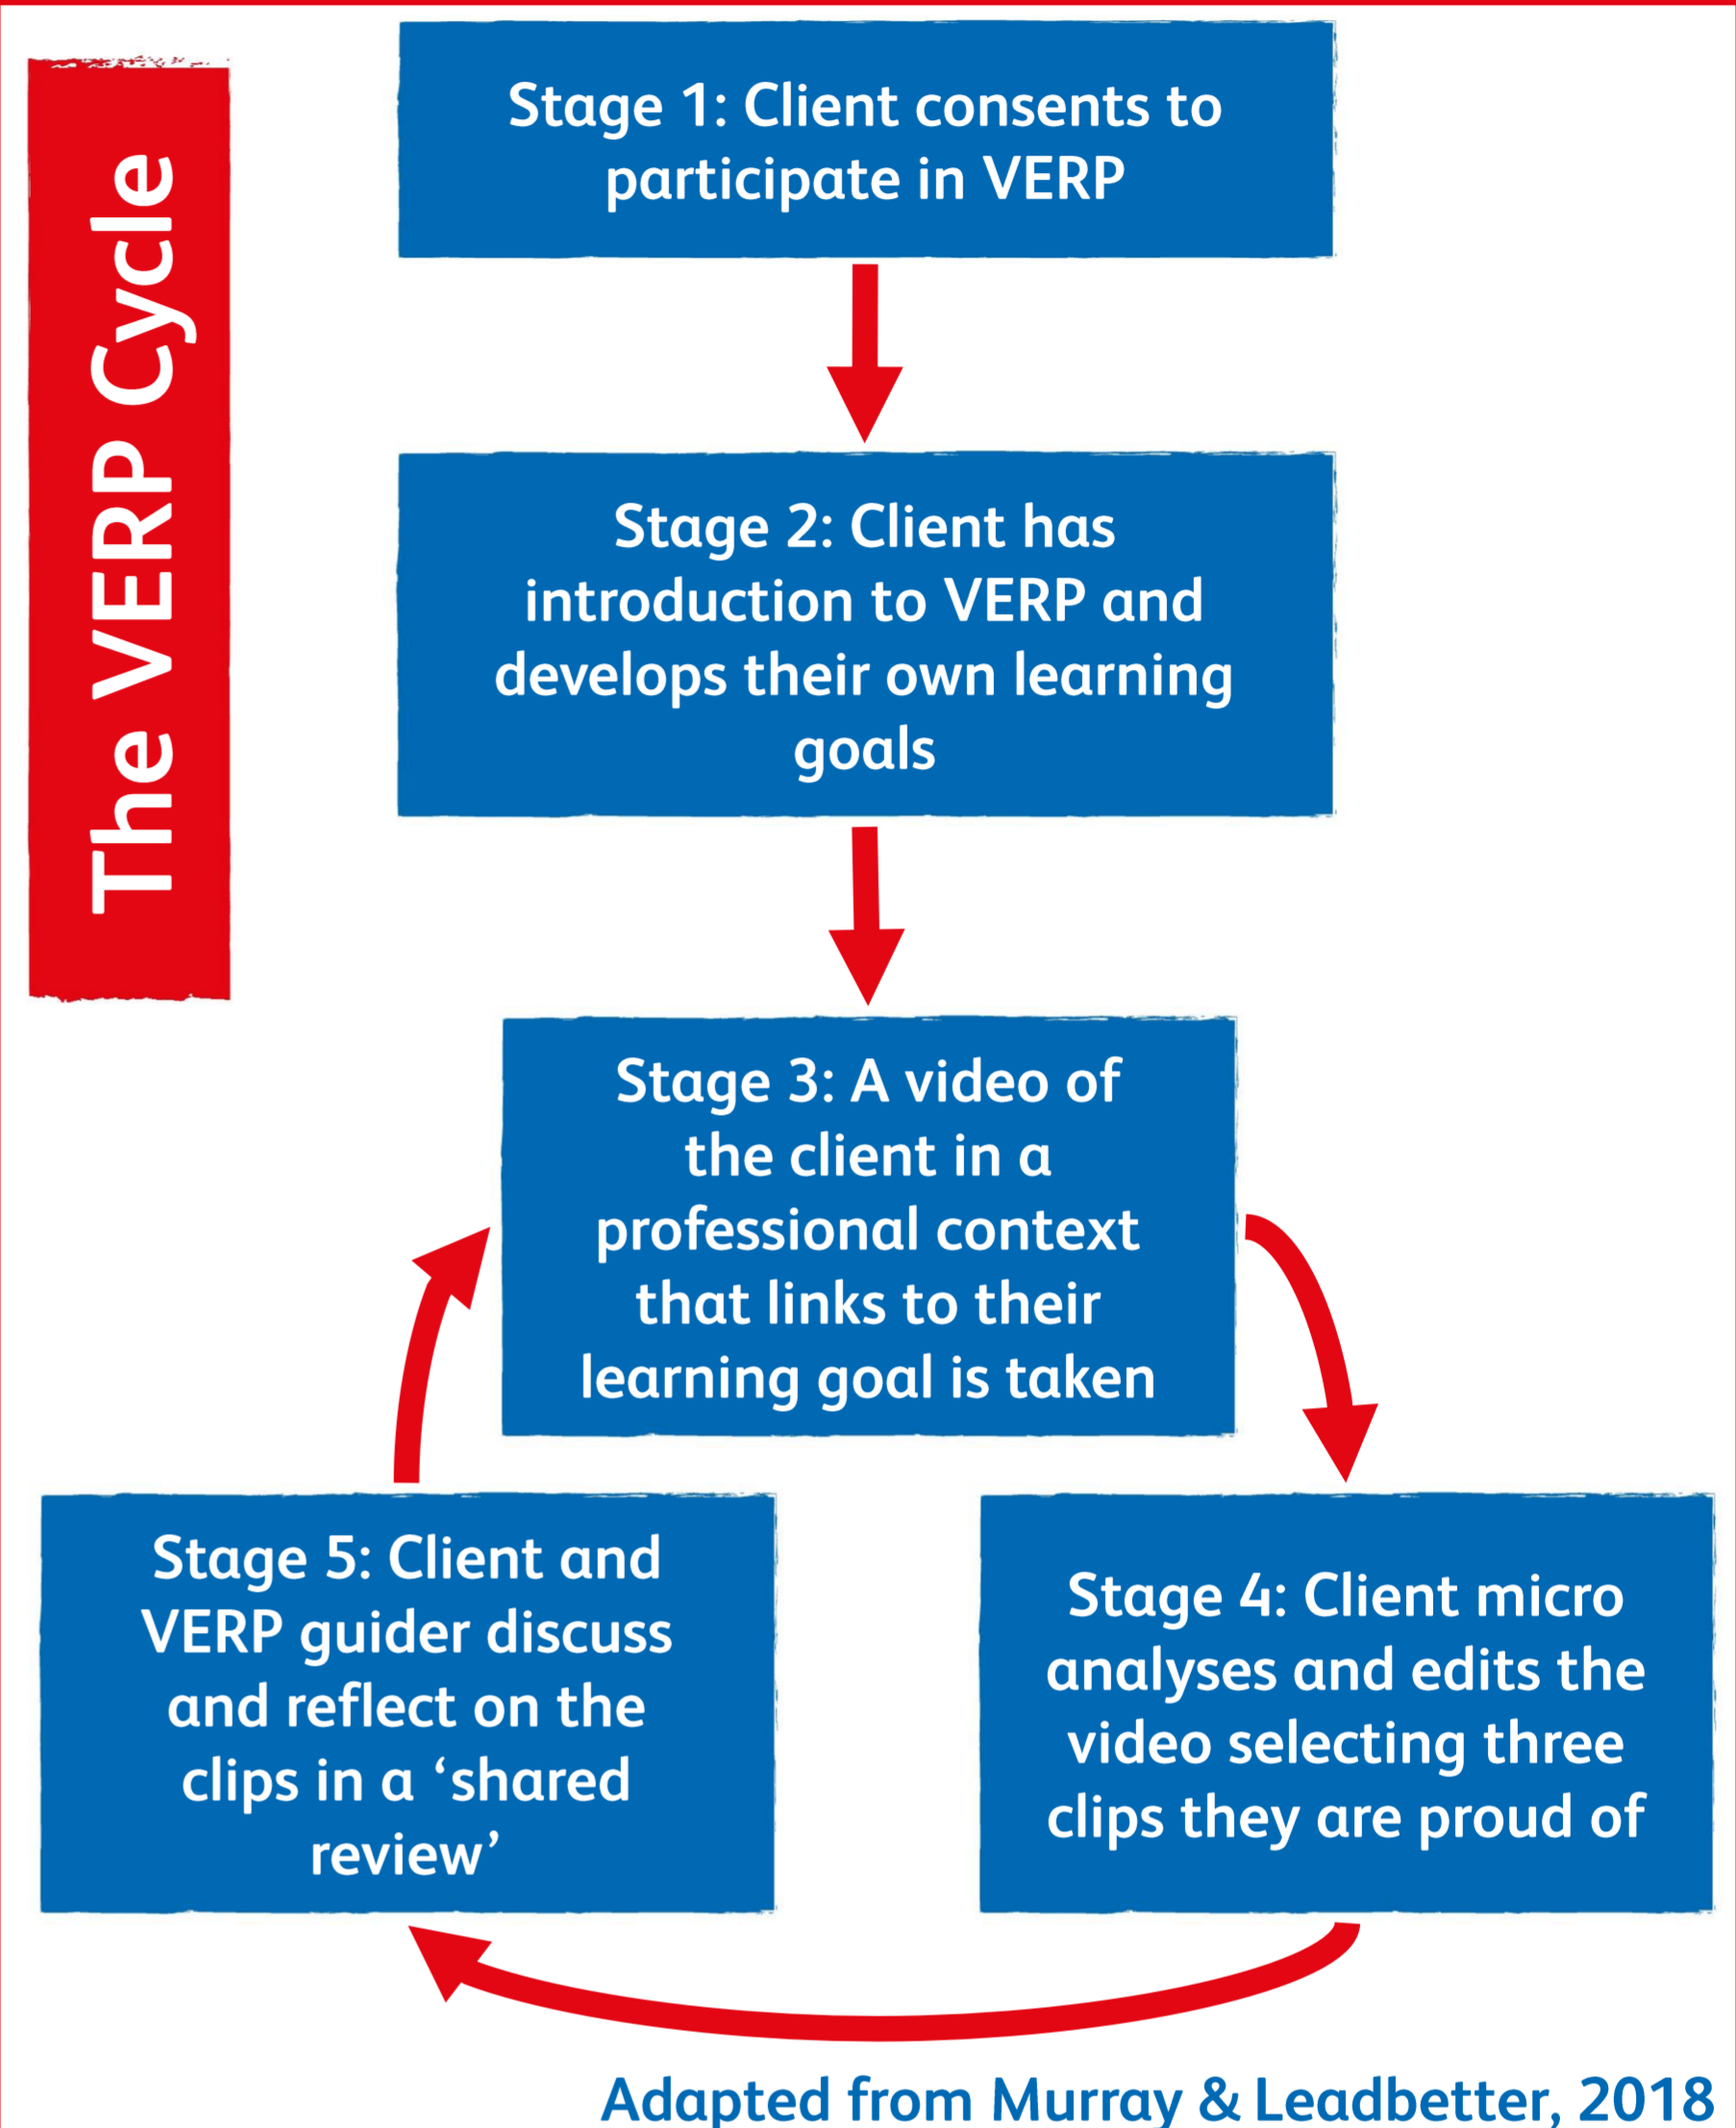 The VERP Cycle
Stage 1: Client consents to
participate in VERP
Stage 2: Client has
introduction to VERP and
develops their own learning
goals
Stage 3: A video of
the client in a
professional context
that links to their
learning goal is taken
Stage 5: Client and
VERP guider discuss
and reflect on the
clips in a ‘shared
review’
Stage 4: Client micro
analyses and edits the
video selecting three
clips they are proud of
Adapted from Murray & Leadbetter, 2018